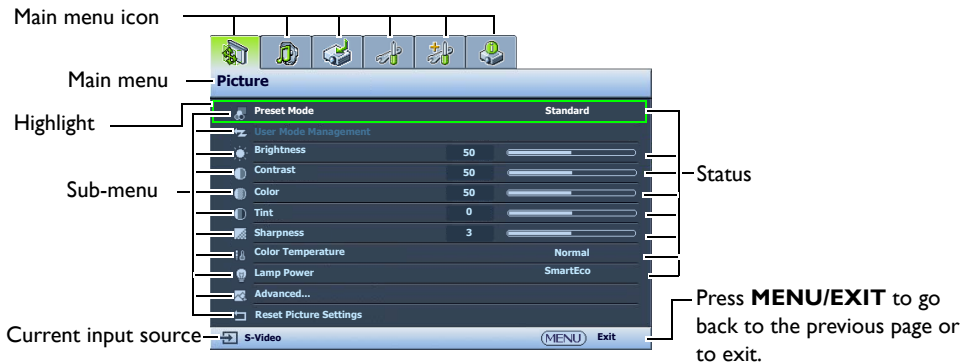 Main menu icon
Main menu
Picture
Highlight
Preset Mode Standard
User Mode Management
Brightness 50
Contrast 50
Status
Sub-menu
Color 50
Tint 0
Sharpness 3
Color Temperature Normal
Lamp Power SmartEco
Advanced...
Reset Picture Settings
Current input source
S-Video MENU Exit
Press MENU/EXIT to go
back to the previous page or
to exit.